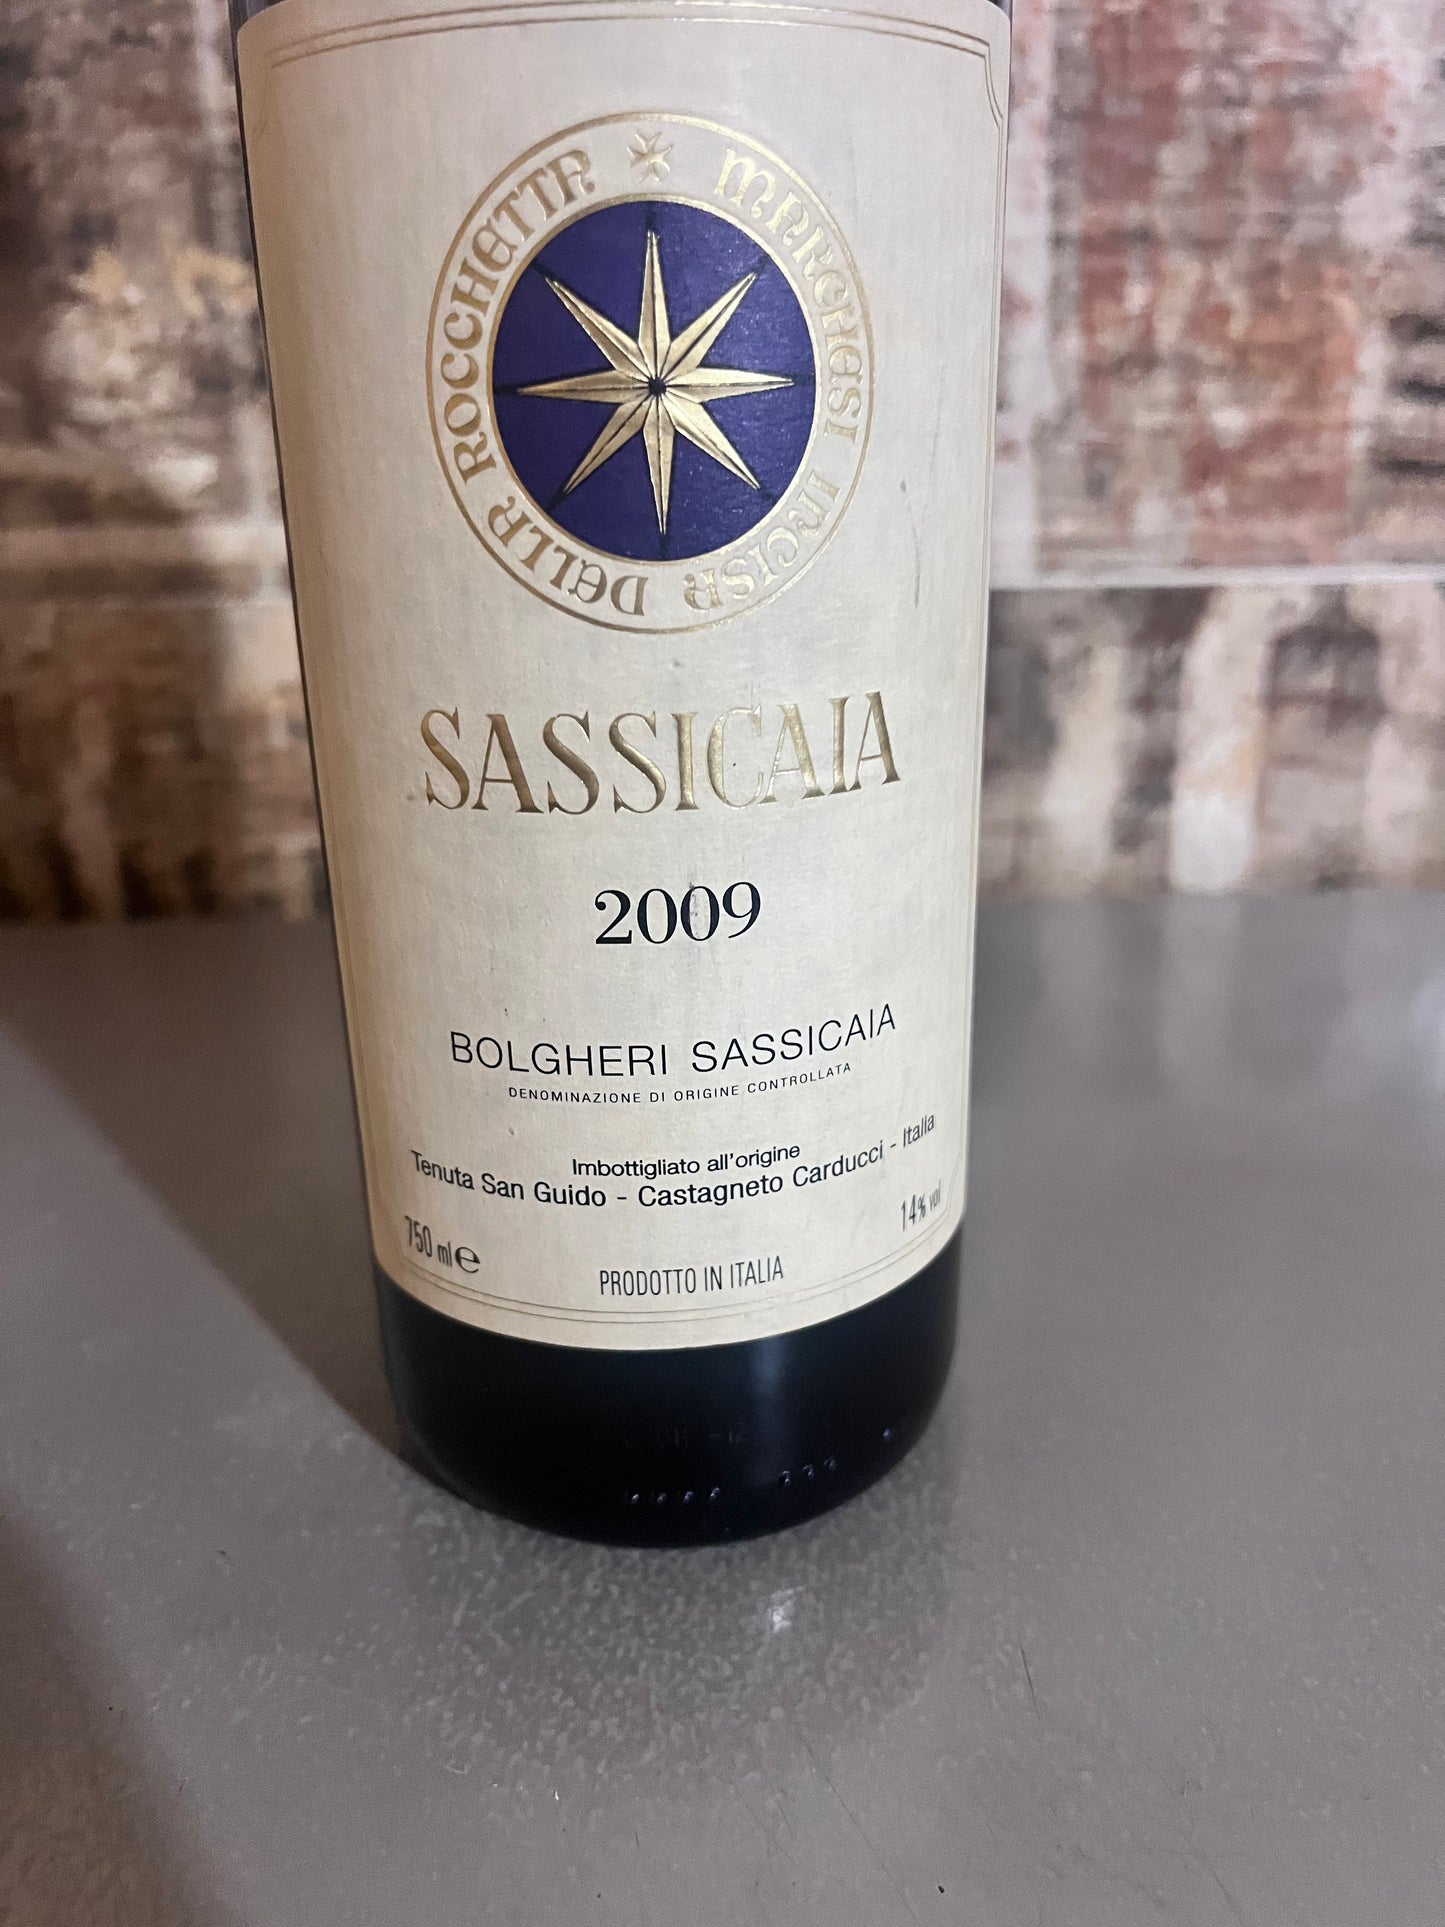 MARCHESI INCISA DELLA ROCCHETTA
SASSICAIA
2009
BOLGHERI SASSICAIA
DENOMINAZIONE DI ORIGINE CONTROLLATA
Imbottigliato all'origine
Tenuta San Guido - Castagneto Carducci - Italia
750 ml e 14% vol
PRODOTTO IN ITALIA